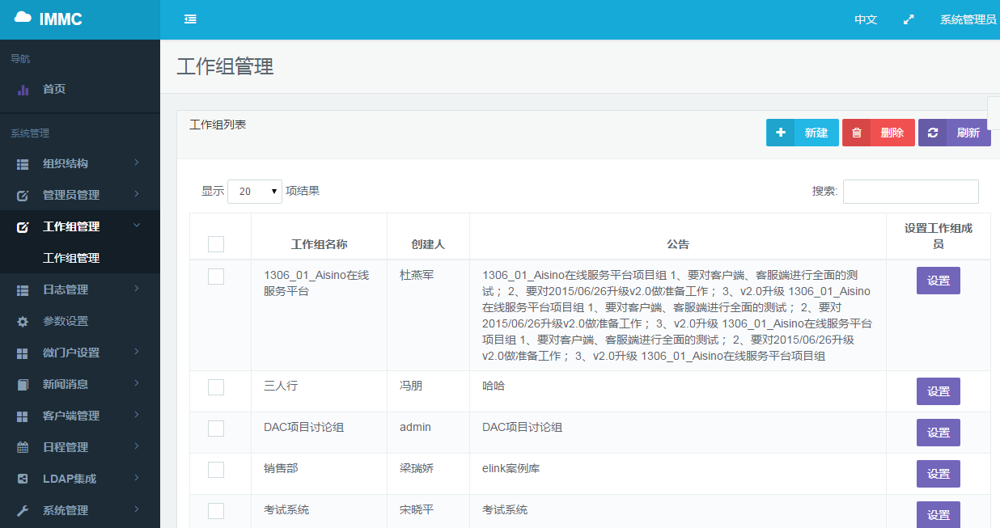 IMMC
中文
系统管理员
导航
首页
系统管理
组织结构
管理员管理
工作组管理
工作组管理
日志管理
参数设置
微门户设置
新闻消息
客户端管理
日程管理
LDAP集成
系统管理
工作组管理
工作组列表
新建
删除
刷新
显示 20 项结果
搜索:
工作组名称
创建人
公告
设置工作组成
员
1306_01_Aisino在线
服务平台
杜燕军
1306_01_Aisino在线服务平台项目组 1、要对客户端、客服端进行全面的测
试； 2、要对2015/06/26升级v2.0做准备工作； 3、v2.0升级 1306_01_Aisino
在线服务平台项目组 1、要对客户端、客服端进行全面的测试； 2、要对
2015/06/26升级v2.0做准备工作； 3、v2.0升级 1306_01_Aisino在线服务平台
项目组 1、要对客户端、客服端进行全面的测试； 2、要对2015/06/26升级
v2.0做准备工作； 3、v2.0升级 1306_01_Aisino在线服务平台项目组
设置
三人行
冯朋
哈哈
设置
DAC项目讨论组
admin
DAC项目讨论组
设置
销售部
梁瑞娇
elink案例库
设置
考试系统
宋晓平
考试系统
设置